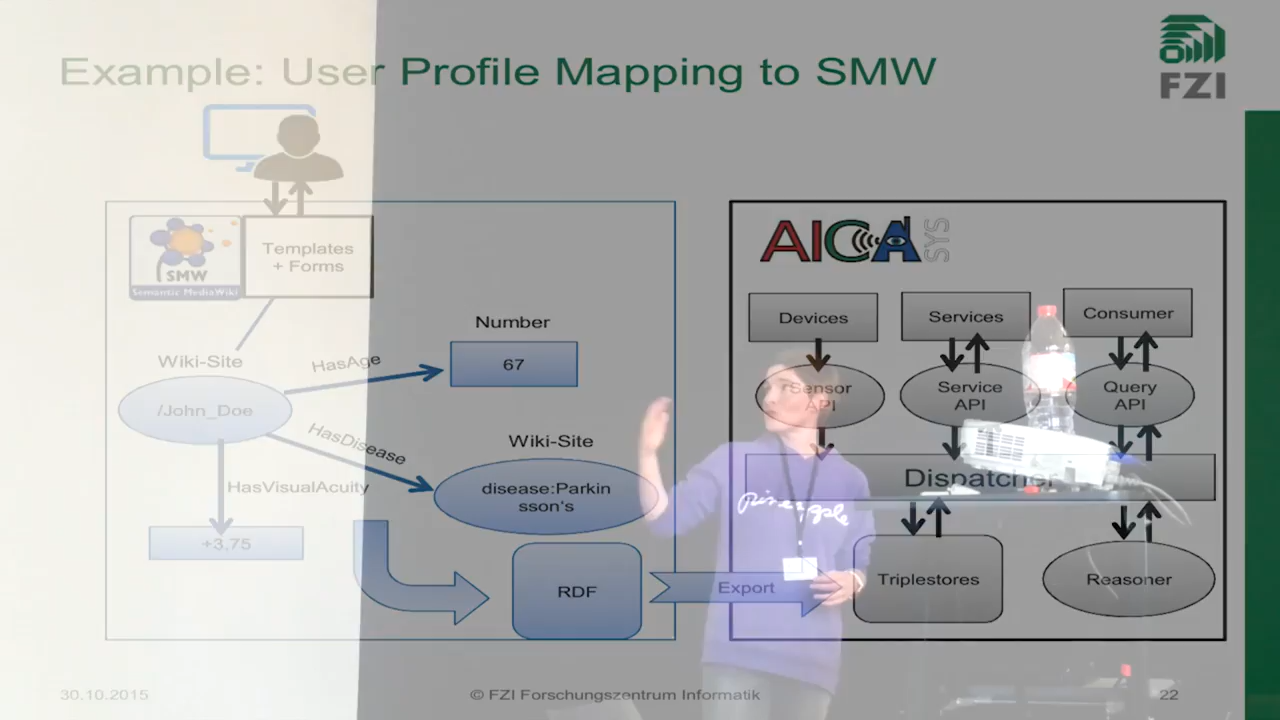 Example: User Profile Mapping to SMW
FZI
SMW
Semantic MediaWiki
Templates
+ Forms
Wiki-Site
/John_Doe
HasAge
Number
67
HasDisease
Wiki-Site
disease:Parkin
sson's
HasVisualAcuity
+3,75
RDF
Export
AICA
SYS
Devices
Services
Consumer
Sensor
API
Service
API
Query
API
Dispatcher
Triplestores
Reasoner
30.10.2015
© FZI Forschungszentrum Informatik
22